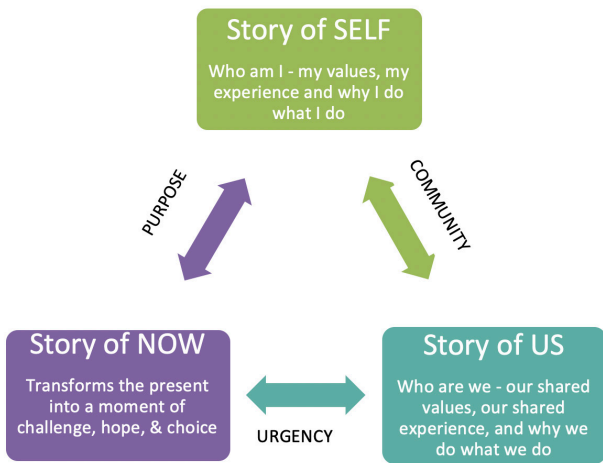 Story of SELF
Who am I - my values, my
experience and why I do
what I do
PURPOSE
COMMUNITY
Story of NOW
Transforms the present
into a moment of
challenge, hope, & choice
URGENCY
Story of US
Who are we - our shared
values, our shared
experience, and why we
do what we do